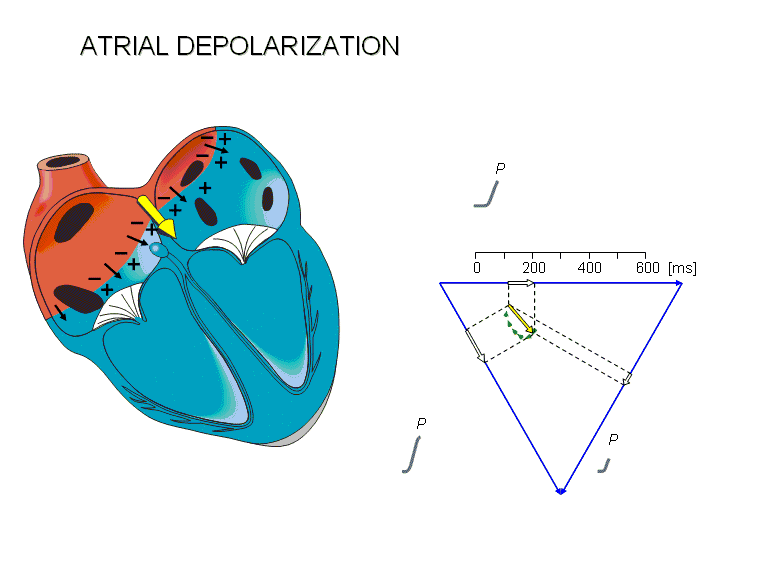 ATRIAL DEPOLARIZATION
− +
− +
− +
− +
− +
− +
− +
P
0 200 400 600 [ms]
P
P